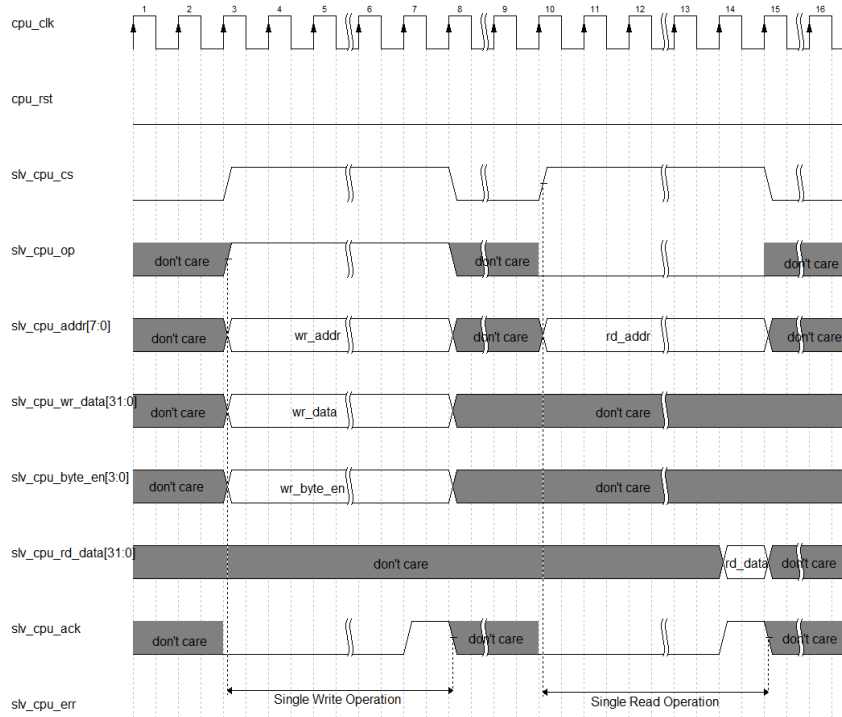 1 2 3 4 5 6 7 8 9 10 11 12 13 14 15 16
cpu_clk
cpu_rst
slv_cpu_cs
slv_cpu_op
don't care don't care don't care
slv_cpu_addr[7:0]
don't care wr_addr don't care rd_addr don't care
slv_cpu_wr_data[31:0]
don't care wr_data don't care
slv_cpu_byte_en[3:0]
don't care wr_byte_en don't care
slv_cpu_rd_data[31:0]
don't care rd_data don't care
slv_cpu_ack
don't care don't care don't care
Single Write Operation Single Read Operation
slv_cpu_err